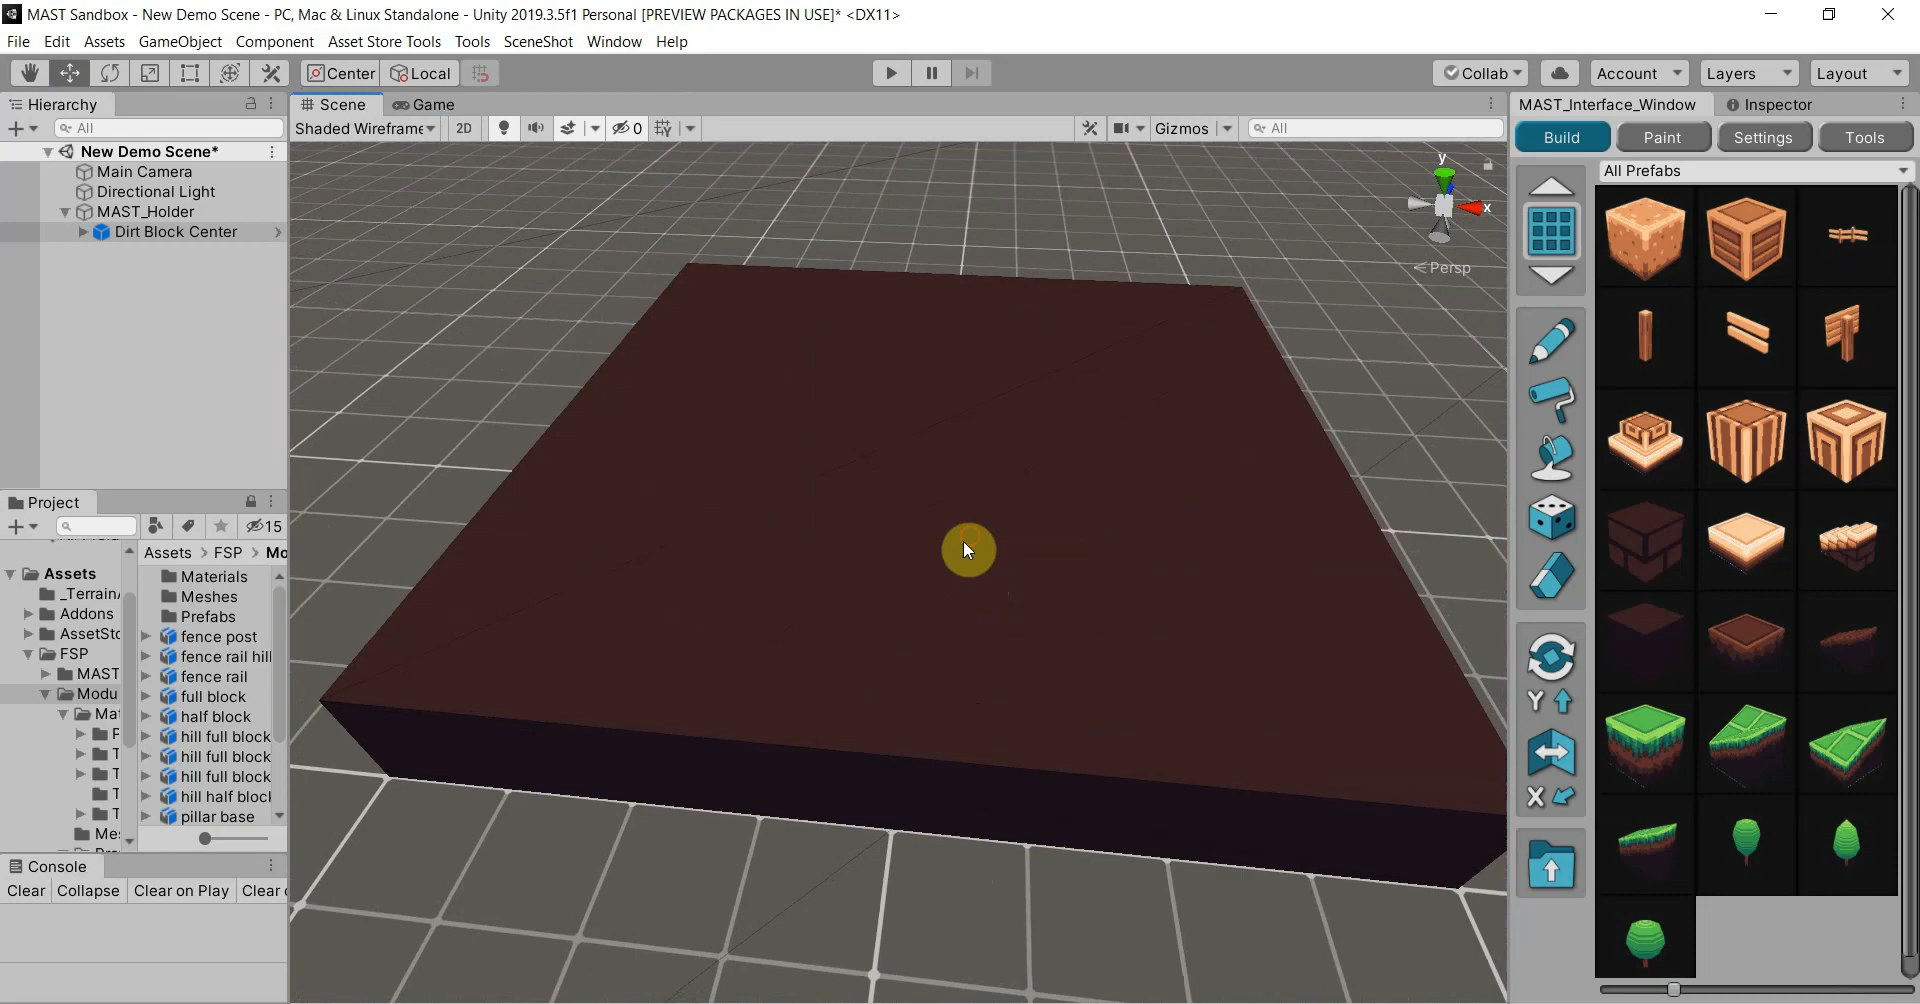 MAST Sandbox - New Demo Scene - PC, Mac & Linux Standalone - Unity 2019.3.5f1 Personal [PREVIEW PACKAGES IN USE]* <DX11>
File Edit Assets GameObject Component Asset Store Tools Tools SceneShot Window Help
Center Local Collab Account Layers Layout
Hierarchy
All
New Demo Scene*
Main Camera
Directional Light
MAST_Holder
Dirt Block Center
Scene Game
Shaded Wireframe 2D 0 Gizmos All
y
x
Persp
MAST_Interface_Window Inspector
Build Paint Settings Tools
All Prefabs
Y
X
Project
15
Assets > FSP > Mo
Assets
_Terrain
Addons
AssetSto
FSP
MAST
Modu
Mat
F
T
T
T
T
Me
Materials
Meshes
Prefabs
fence post
fence rail hill
fence rail
full block
half block
hill full block
hill full block
hill full block
hill half block
pillar base
Console
Clear Collapse Clear on Play Clear